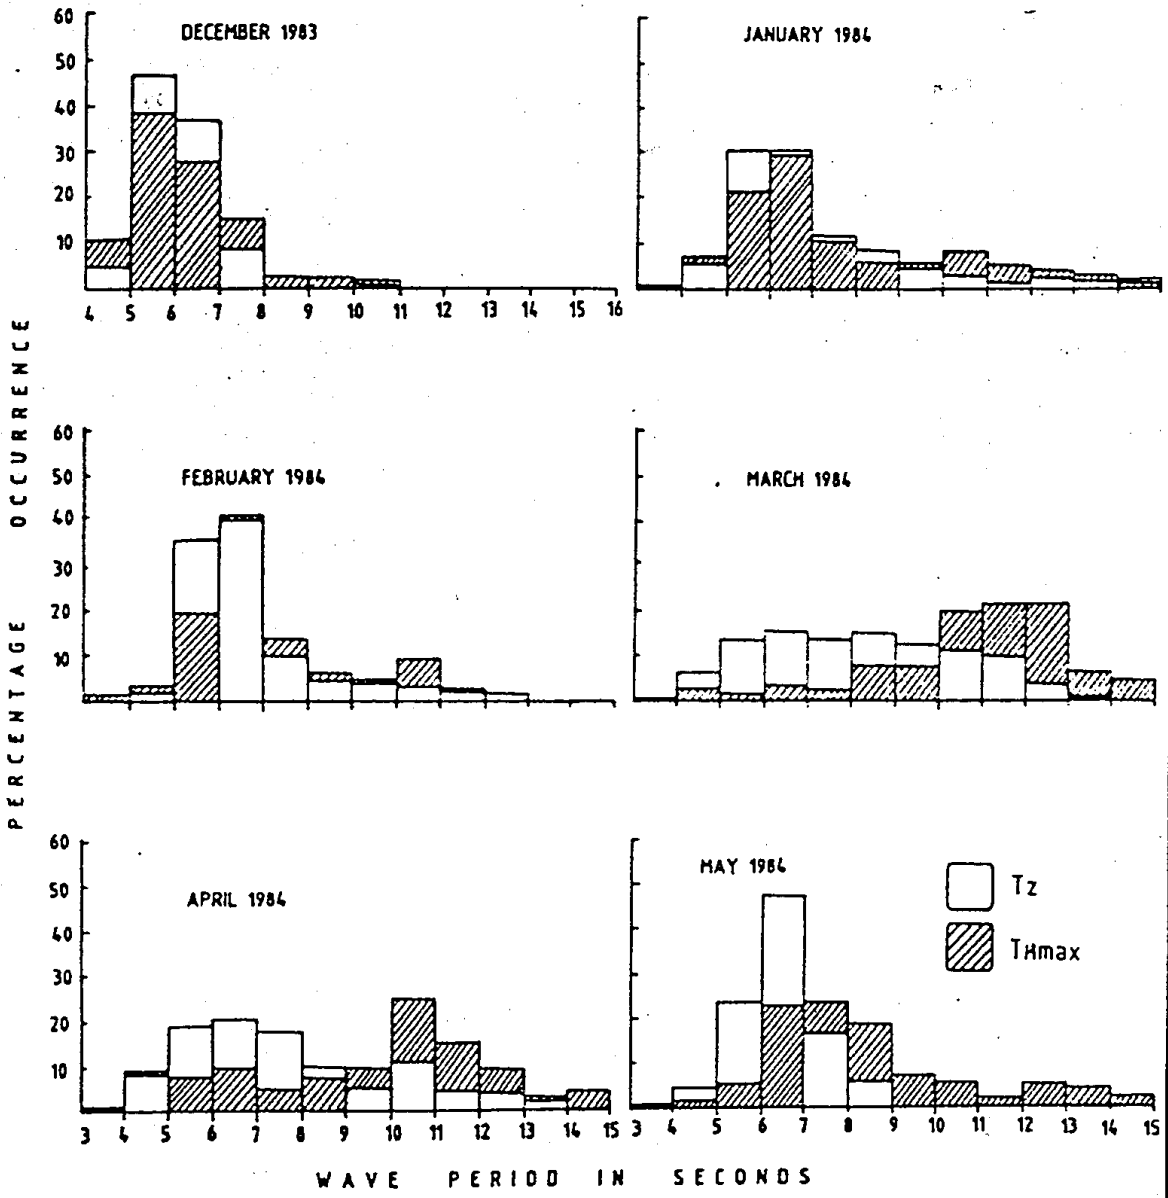 60
50
40
30
20
10
DECEMBER 1983
4 5 6 7 8 9 10 11 12 13 14 15 16
JANUARY 1984
60
50
40
30
20
10
FEBRUARY 1984
MARCH 1984
60
50
40
30
20
10
APRIL 1984
3 4 5 6 7 8 9 10 11 12 13 14 15
MAY 1984
Tz
THmax
3 4 5 6 7 8 9 10 11 12 13 14 15
PERCENTAGE OCCURRENCE
WAVE PERIOD IN SECONDS